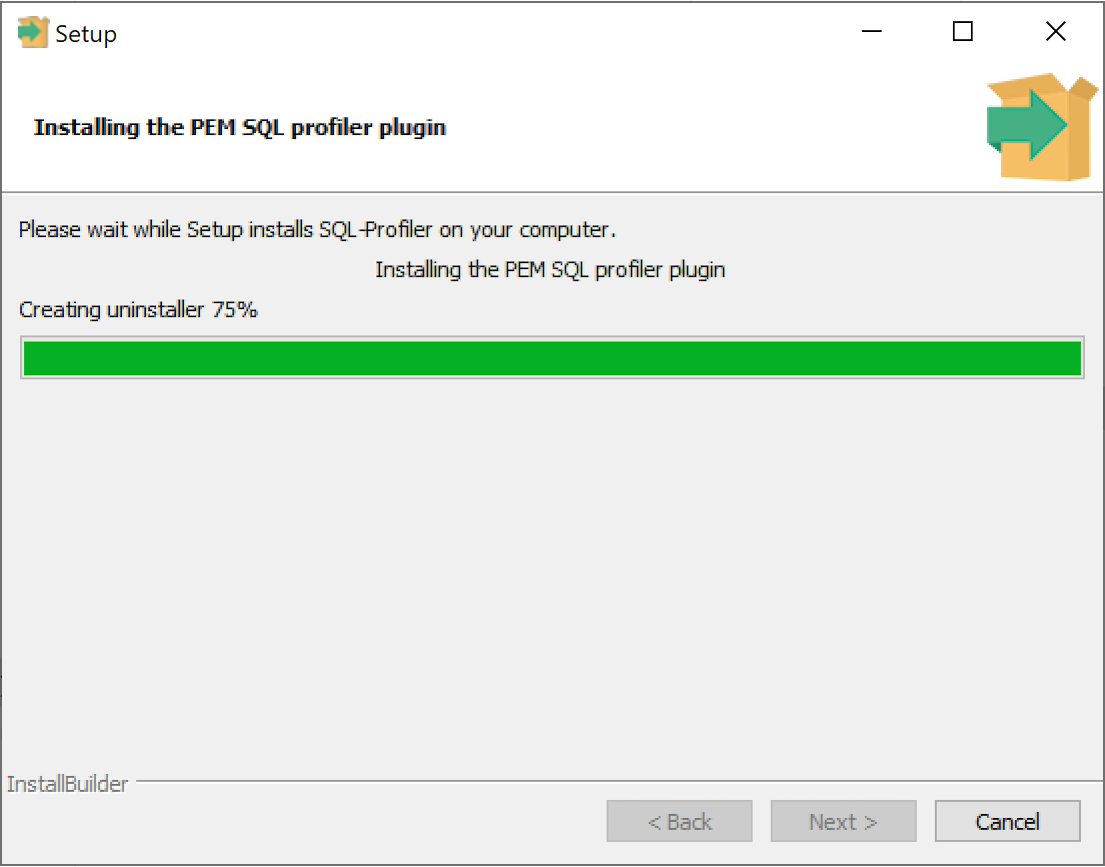 Setup
Installing the PEM SQL profiler plugin
Please wait while Setup installs SQL-Profiler on your computer.
Installing the PEM SQL profiler plugin
Creating uninstaller 75%
InstallBuilder
< Back
Next >
Cancel